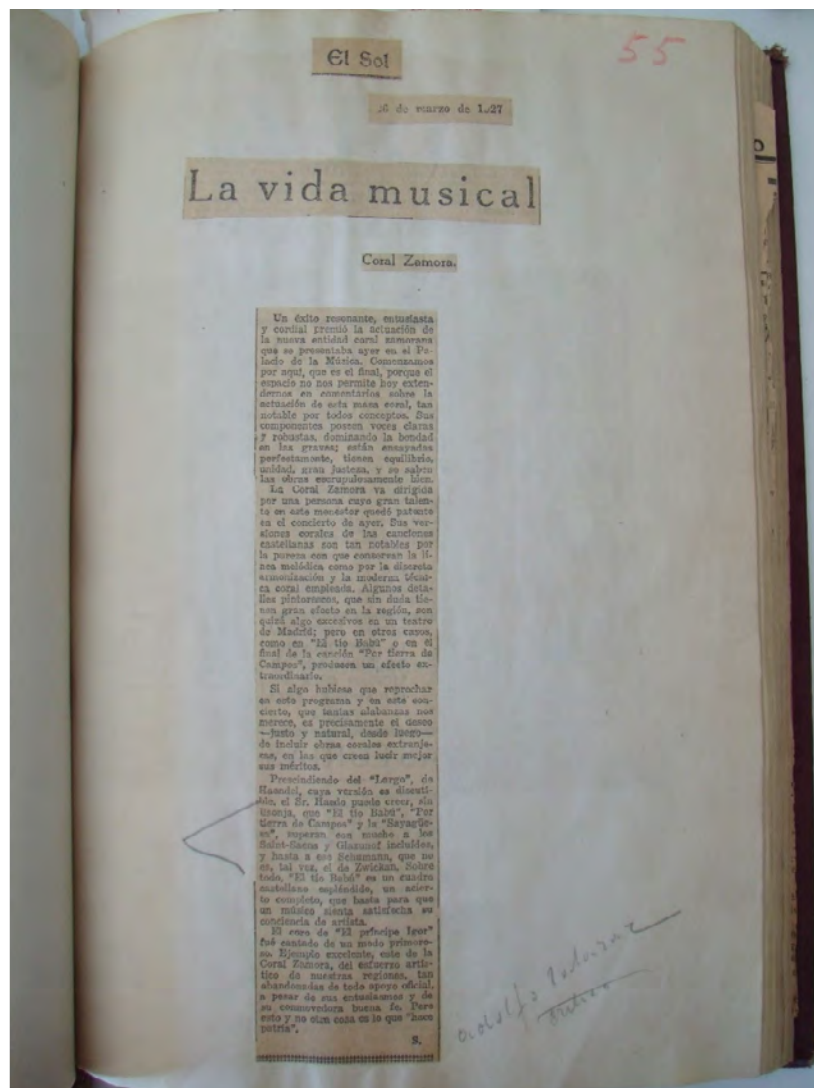 55
El Sol
de marzo de 1927
La vida musical
Coral Zamora.
Un éxito resonante, entusiasta
y cordial premió la actuación de
la nueva entidad coral zamorana
que se presentaba ayer en el Pa-
lacio de la Música. Comenzamos
por aquí, que es el final, porque el
espacio no nos permite hoy exten-
dernos en comentarios sobre la
actuación de esta masa coral, tan
notable por todos conceptos. Sus
componentes poseen voces claras
y robustas, dominando la bondad
en las graves; están ensayadas
perfectamente, tienen equilibrio,
unidad, gran justeza, y se saben
las obras escrupulosamente bien.
La Coral Zamora va dirigida
por una persona cuyo gran talen-
to en este menester quedó patente
en el concierto de ayer. Sus ver-
siones corales de las canciones
castellanas son tan notables por
la pureza con que conservan la lí-
nea melódica como por la discreta
armonización y la moderna técni-
ca coral empleada. Algunos deta-
lles pintorescos, que sin duda tie-
nen gran efecto en la región, son
quizá algo excesivos en un teatro
de Madrid; pero en otros casos,
como en "El tío Babú" o en el
final de la canción "Por tierra de
Campos", producen un efecto ex-
traordinario.
Si algo hubiese que reprochar
en este programa y en este con-
cierto, que tantas alabanzas nos
merece, es precisamente el deseo
—justo y natural, desde luego—
de incluir obras corales extranje-
ras, en las que creen lucir mejor
sus méritos.
Prescindiendo del "Largo", de
Haendel, cuya versión es discuti-
ble, el Sr. Haedo puede creer, sin
lisonja, que "El tío Babú", "Por
tierra de Campos" y la "Sayagüe-
sa", superan con mucho a los
Saint-Saens y Glazunof incluídos,
y hasta a ese Schumann, que no
es, tal vez, el de Zwickau. Sobre
todo, "El tío Babú" es un cuadro
castellano espléndido, un acier-
to completo, que basta para que
un músico sienta satisfecha su
conciencia de artista.
El coro de "El príncipe Igor"
fué cantado de un modo primoro-
so. Ejemplo excelente, este de la
Coral Zamora, del esfuerzo artís-
tico de nuestras regiones, tan
abandonadas de todo apoyo oficial,
a pesar de sus entusiasmos y de
su conmovedora buena fe. Pero
esto y no otra cosa es lo que "hace
patria".
S.